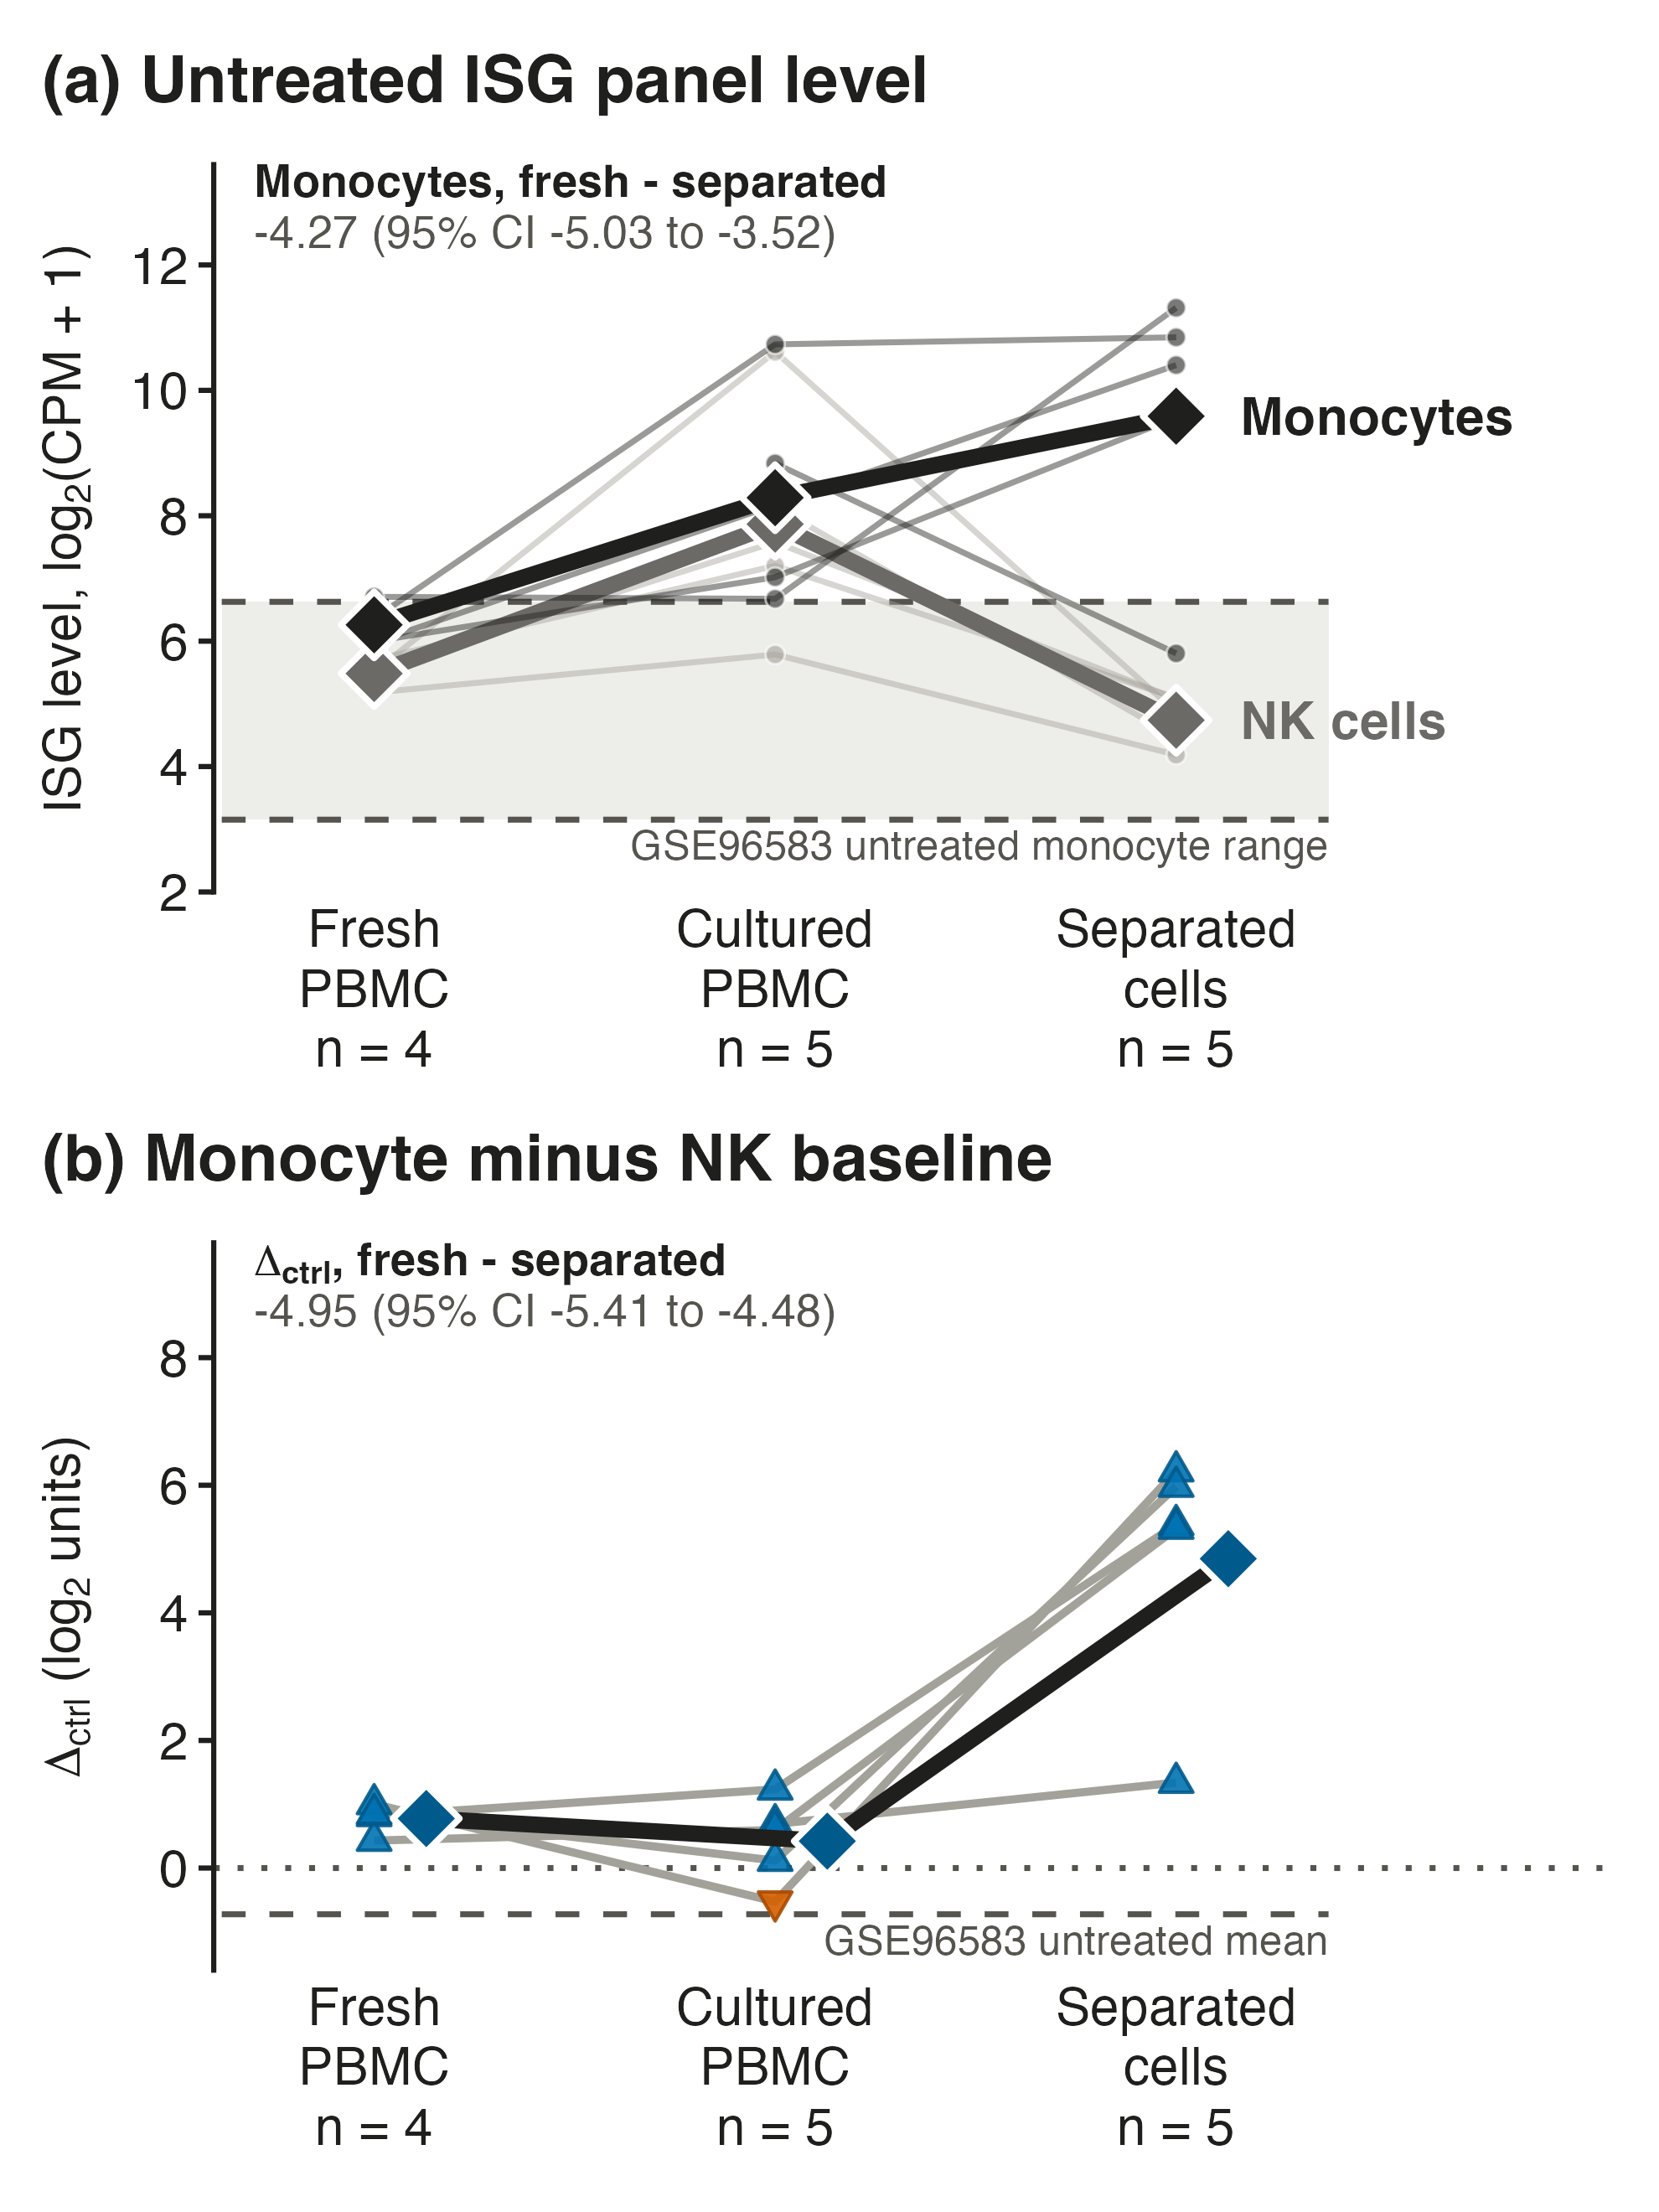 (a) Untreated ISG panel level
Monocytes, fresh - separated
-4.27 (95% CI -5.03 to -3.52)
ISG level, log2(CPM + 1)
12
10
8
6
4
2
Monocytes
NK cells
GSE96583 untreated monocyte range
Fresh PBMC n = 4
Cultured PBMC n = 5
Separated cells n = 5
(b) Monocyte minus NK baseline
Δctrl, fresh - separated
-4.95 (95% CI -5.41 to -4.48)
Δctrl (log2 units)
8
6
4
2
0
GSE96583 untreated mean
Fresh PBMC n = 4
Cultured PBMC n = 5
Separated cells n = 5